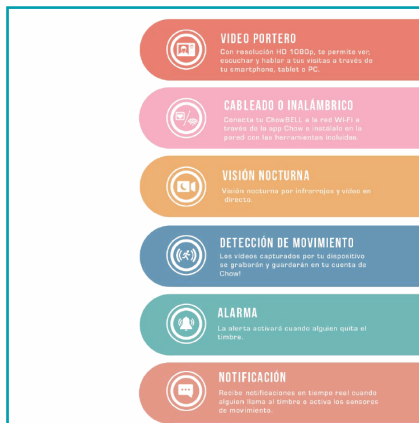 VIDEO PORTERO
Con resolución HD 1080p, te permite ver,
escuchar y hablar a tus visitas a través de
tu smartphone, tablet o PC.
CABLEADO O INALÁMBRICO
Conecta tu ChowBELL a la red Wi-Fi a
través de la app Chow e instálalo en la
pared con las herramientas incluidas.
VISIÓN NOCTURNA
Visión nocturna por infrarrojos y video en
directo.
DETECCIÓN DE MOVIMIENTO
Los vídeos capturados por tu dispositivo
se grabarán y guardarán en tu cuenta de
Chow!
ALARMA
La alerta activará cuando alguien quita el
timbre.
NOTIFICACIÓN
Recibe notificaciones en tiempo real cuando
alguien llama al timbre o activa los sensores
de movimiento.